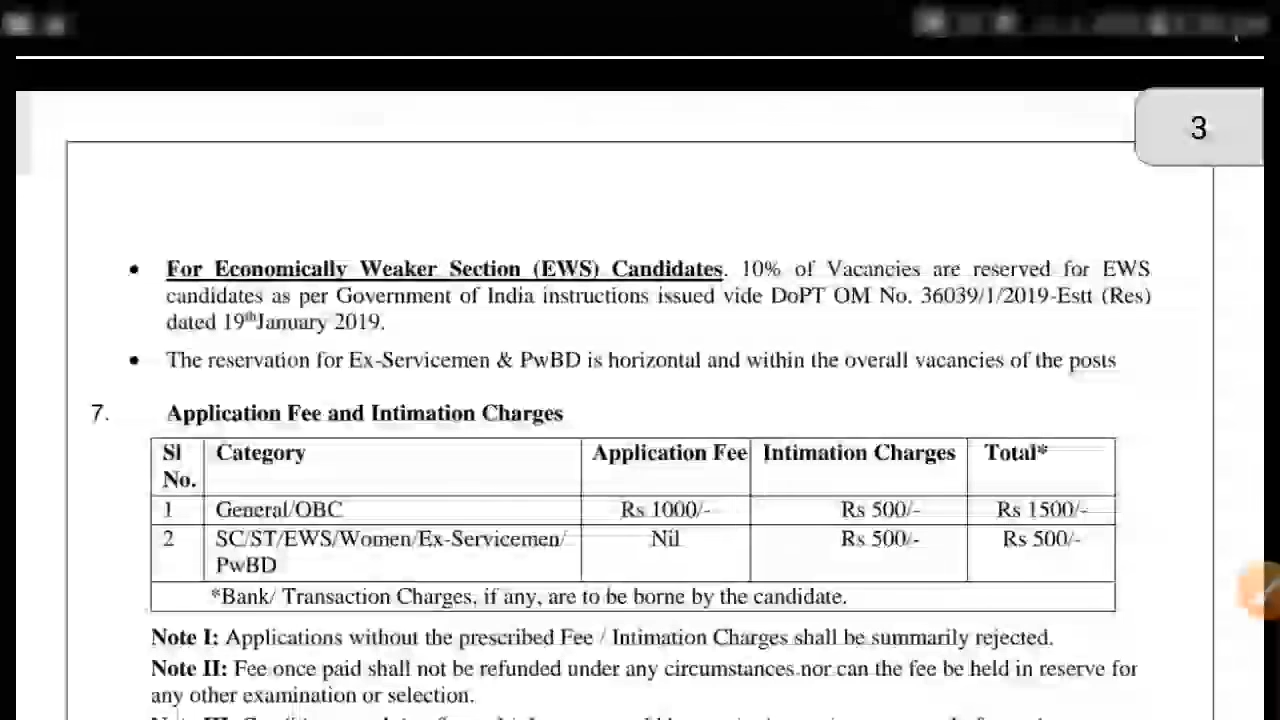 3
• For Economically Weaker Section (EWS) Candidates. 10% of Vacancies are reserved for EWS
candidates as per Government of India instructions issued vide DoPT OM No. 36039/1/2019-Estt (Res)
dated 19thJanuary 2019.
• The reservation for Ex-Servicemen & PwBD is horizontal and within the overall vacancies of the posts
7. Application Fee and Intimation Charges
Sl No. Category Application Fee Intimation Charges Total*
1 General/OBC Rs 1000/- Rs 500/- Rs 1500/-
2 SC/ST/EWS/Women/Ex-Servicemen/ Nil Rs 500/- Rs 500/-
PwBD
*Bank/ Transaction Charges, if any, are to be borne by the candidate.
Note I: Applications without the prescribed Fee / Intimation Charges shall be summarily rejected.
Note II: Fee once paid shall not be refunded under any circumstances nor can the fee be held in reserve for
any other examination or selection.